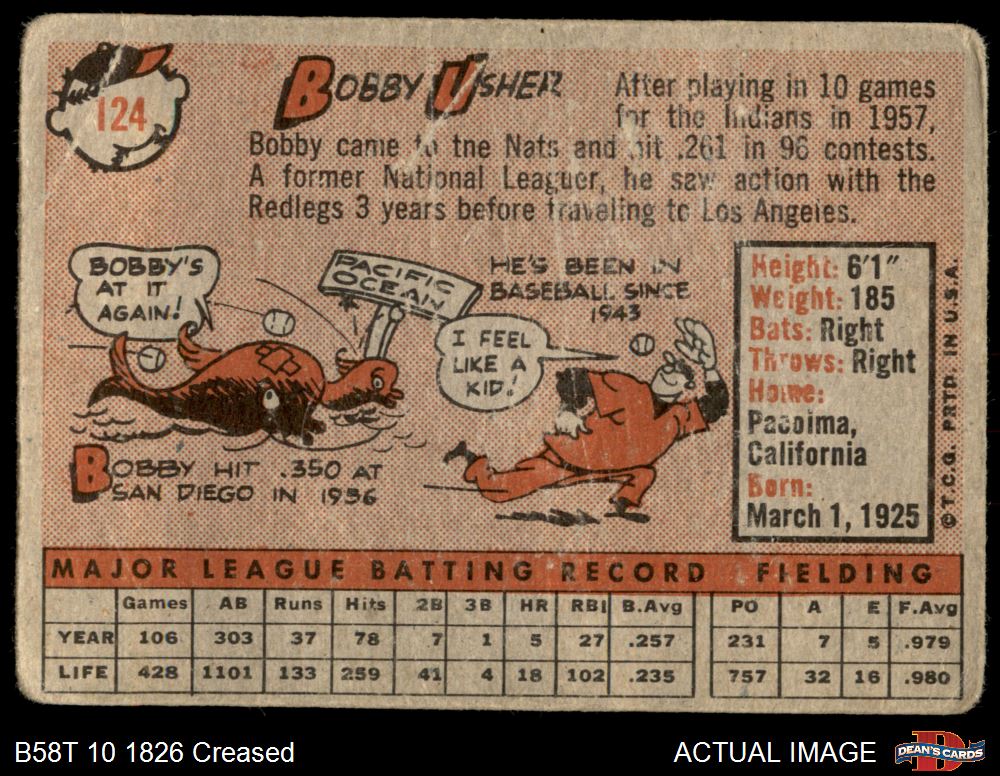 124
BOBBY USHER
After playing in 10 games
for the Indians in 1957,
Bobby came to the Nats and hit .261 in 96 contests.
A former National Leaguer, he saw action with the
Redlegs 3 years before traveling to Los Angeles.
BOBBY'S
AT IT
AGAIN!
PACIFIC
OCEAN
BOBBY HIT .350 AT
SAN DIEGO IN 1956
HE'S BEEN IN
BASEBALL SINCE
1943
I FEEL
LIKE A
KID!
Height: 6'1"
Weight: 185
Bats: Right
Throws: Right
Home:
Pacoima,
California
Born:
March 1, 1925
© T.C.G. PRTD. IN U.S.A.
MAJOR LEAGUE BATTING RECORD FIELDING
Games AB Runs Hits 2B 3B HR RBI B.Avg PO A E F.Avg
YEAR 106 303 37 78 7 1 5 27 .257 231 7 5 .979
LIFE 428 1101 133 259 41 4 18 102 .235 757 32 16 .980
B58T 10 1826 Creased
ACTUAL IMAGE
DEAN'S CARDS